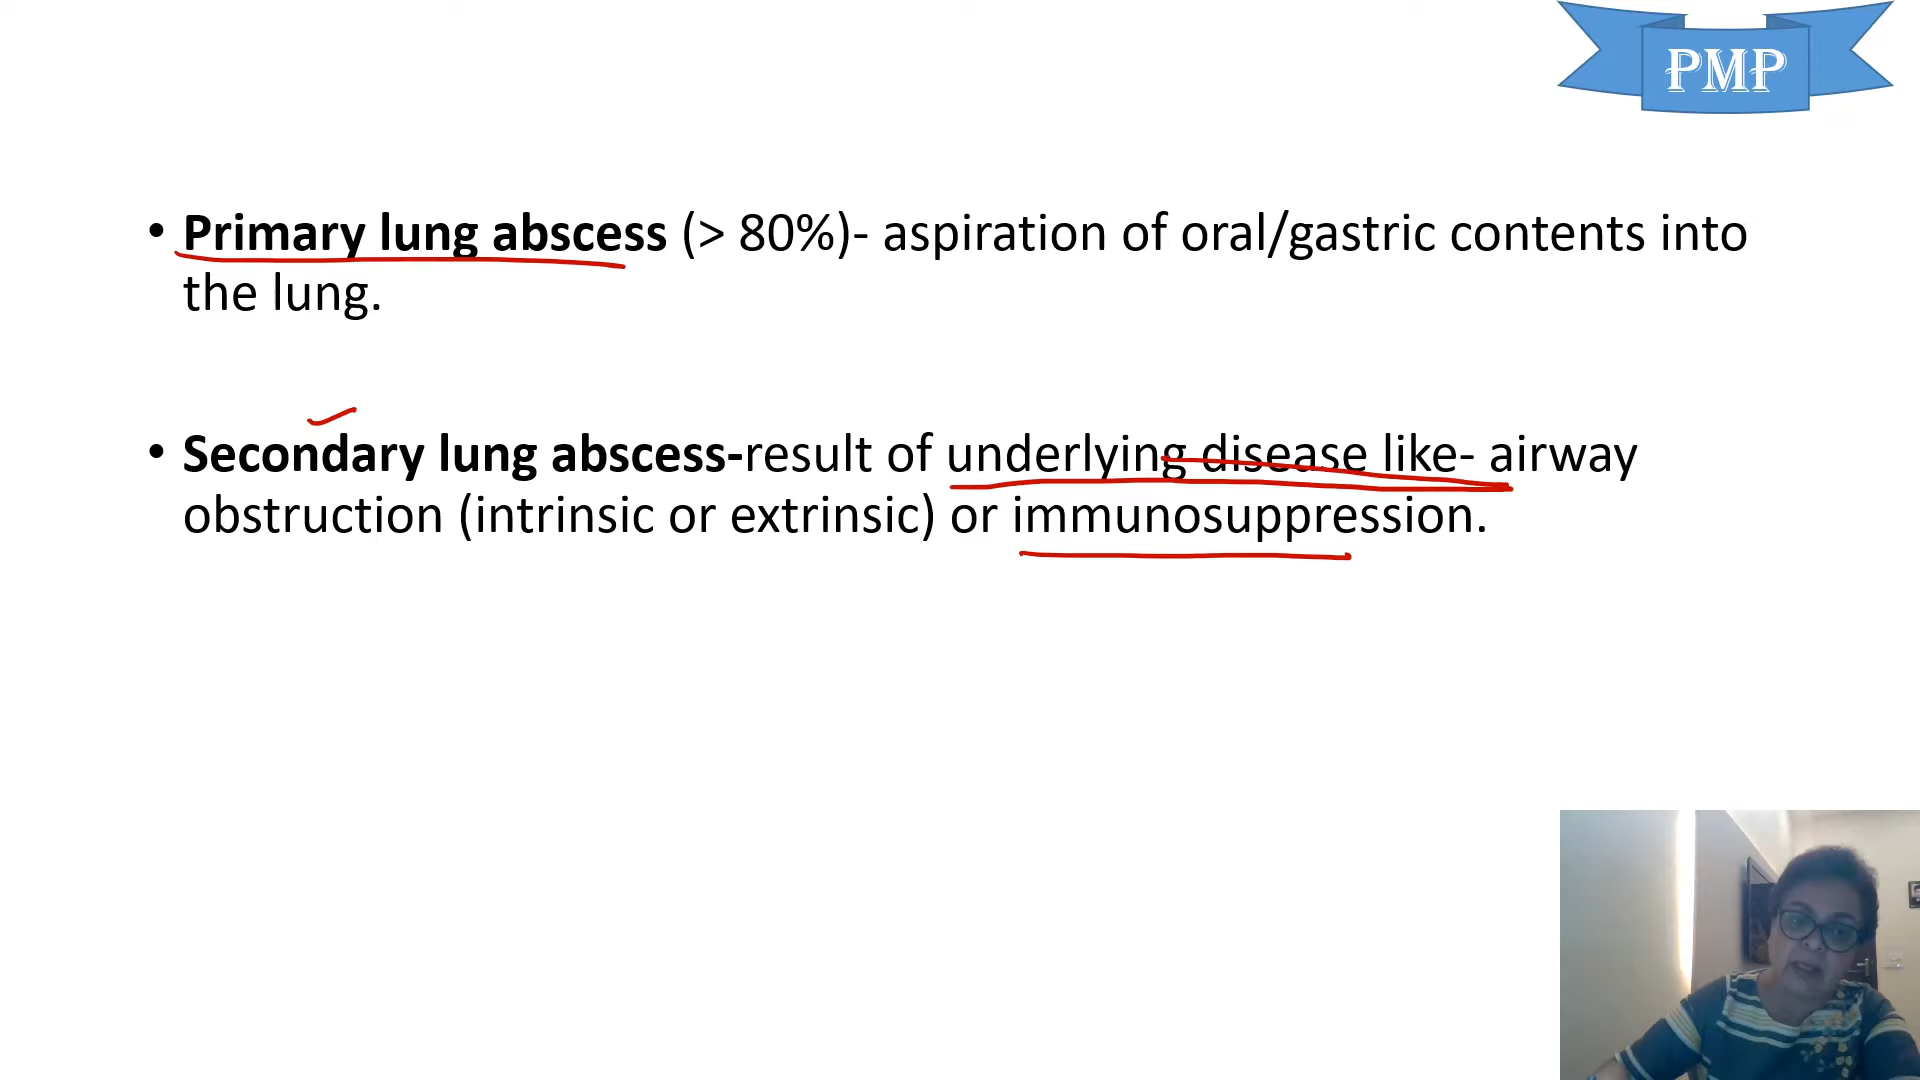 PMP
• Primary lung abscess (> 80%)- aspiration of oral/gastric contents into
the lung.
• Secondary lung abscess-result of underlying disease like- airway
obstruction (intrinsic or extrinsic) or immunosuppression.